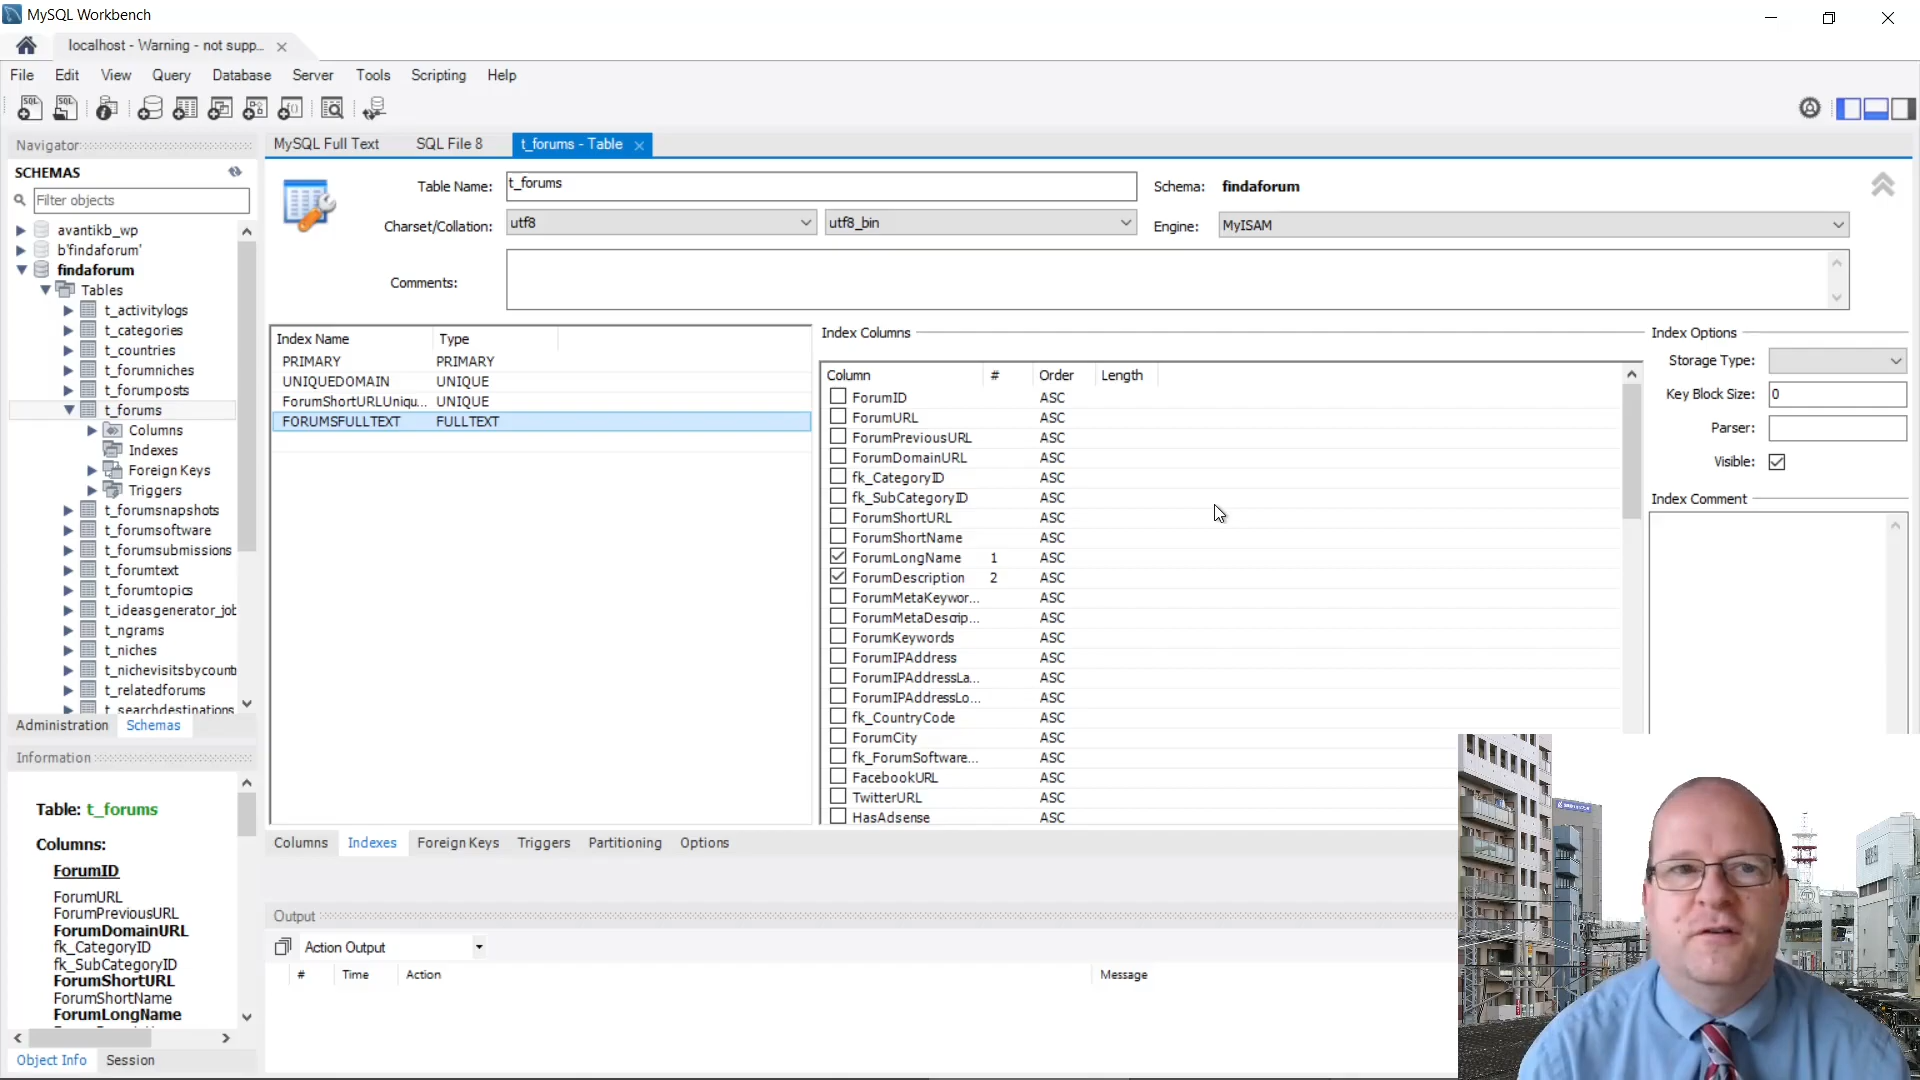 MySQL Workbench
localhost - Warning - not supp...
File Edit View Query Database Server Tools Scripting Help
Navigator
SCHEMAS
Filter objects
avantikb_wp
b'findaforum'
findaforum
Tables
t_activitylogs
t_categories
t_countries
t_forumniches
t_forumposts
t_forums
Columns
Indexes
Foreign Keys
Triggers
t_forumsnapshots
t_forumsoftware
t_forumsubmissions
t_forumtext
t_forumtopics
t_ideasgenerator_job
t_ngrams
t_niches
t_nichevisitsbycount
t_relatedforums
t_searchdestinations
Administration Schemas
Information
Table: t_forums
Columns:
ForumID
ForumURL
ForumPreviousURL
ForumDomainURL
fk_CategoryID
fk_SubCategoryID
ForumShortURL
ForumShortName
ForumLongName
Object Info Session
MySQL Full Text SQL File 8 t_forums - Table
Table Name: t_forums Schema: findaforum
Charset/Collation: utf8 utf8_bin Engine: MyISAM
Comments:
Index Name Type
PRIMARY PRIMARY
UNIQUEDOMAIN UNIQUE
ForumShortURLUniqu... UNIQUE
FORUMSFULLTEXT FULLTEXT
Index Columns
Column # Order Length
ForumID ASC
ForumURL ASC
ForumPreviousURL ASC
ForumDomainURL ASC
fk_CategoryID ASC
fk_SubCategoryID ASC
ForumShortURL ASC
ForumShortName ASC
ForumLongName 1 ASC
ForumDescription 2 ASC
ForumMetaKeywor... ASC
ForumMetaDescrip... ASC
ForumKeywords ASC
ForumIPAddress ASC
ForumIPAddressLa... ASC
ForumIPAddressLo... ASC
fk_CountryCode ASC
ForumCity ASC
fk_ForumSoftware... ASC
FacebookURL ASC
TwitterURL ASC
HasAdsense ASC
Index Options
Storage Type:
Key Block Size: 0
Parser:
Visible:
Index Comment
Columns Indexes Foreign Keys Triggers Partitioning Options
Output
Action Output
# Time Action Message